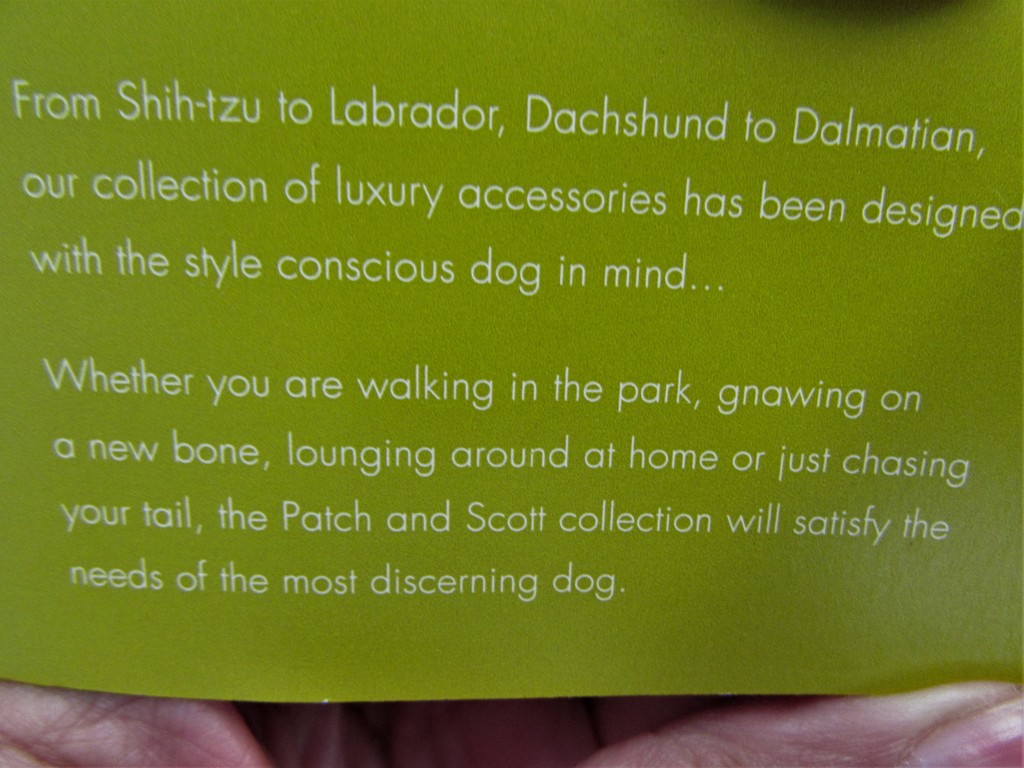 From Shih-tzu to Labrador, Dachshund to Dalmatian,
our collection of luxury accessories has been designed
with the style conscious dog in mind...
Whether you are walking in the park, gnawing on
a new bone, lounging around at home or just chasing
your tail, the Patch and Scott collection will satisfy the
needs of the most discerning dog.